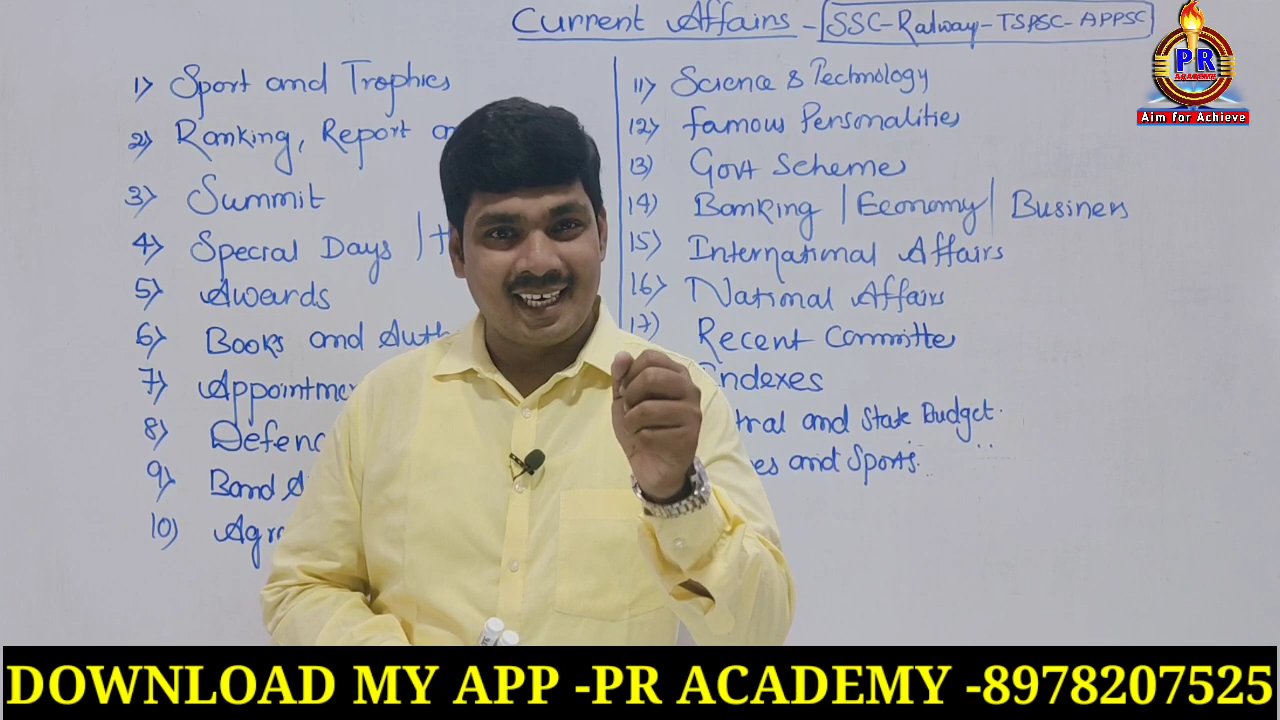 Current Affairs - SSC-Railway-TSPSC-APPSC
PR
ACADEMY
Aim for Achieve
1) Sport and Trophies
2) Ranking, Report
3) Summit
4) Special Days /
5) Awards
6) Books and
7)
8)
9) Band
10)
11) Science & Technology
12) famous Personalities
13) Govt Scheme
14) Banking / Economy / Business
15) International Affairs
16) National Affairs
17) Recent Committe
Indexes
and State Budget.
and Sports.
DOWNLOAD MY APP -PR ACADEMY -8978207525